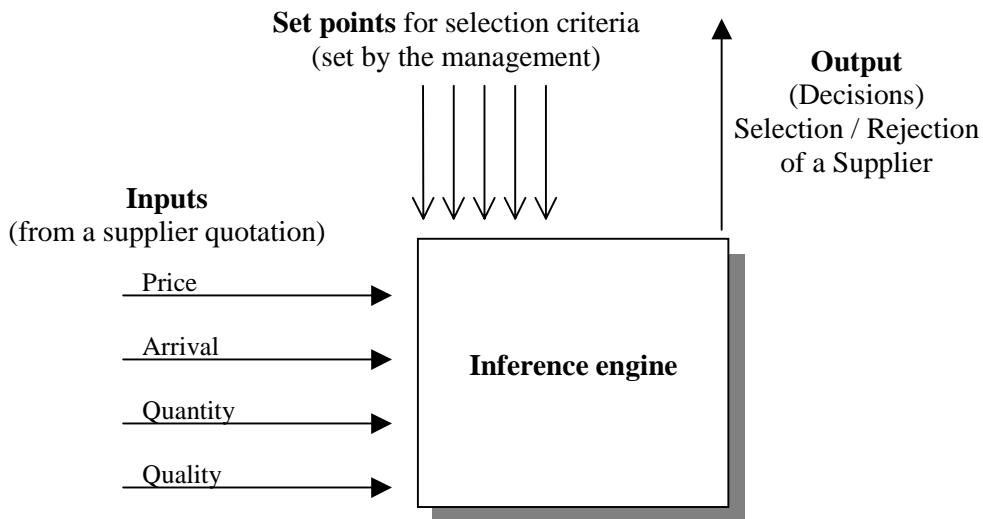 Set points for selection criteria
(set by the management)
Output
(Decisions)
Selection / Rejection
of a Supplier
Inputs
(from a supplier quotation)
Price
Arrival
Quantity
Quality
Inference engine